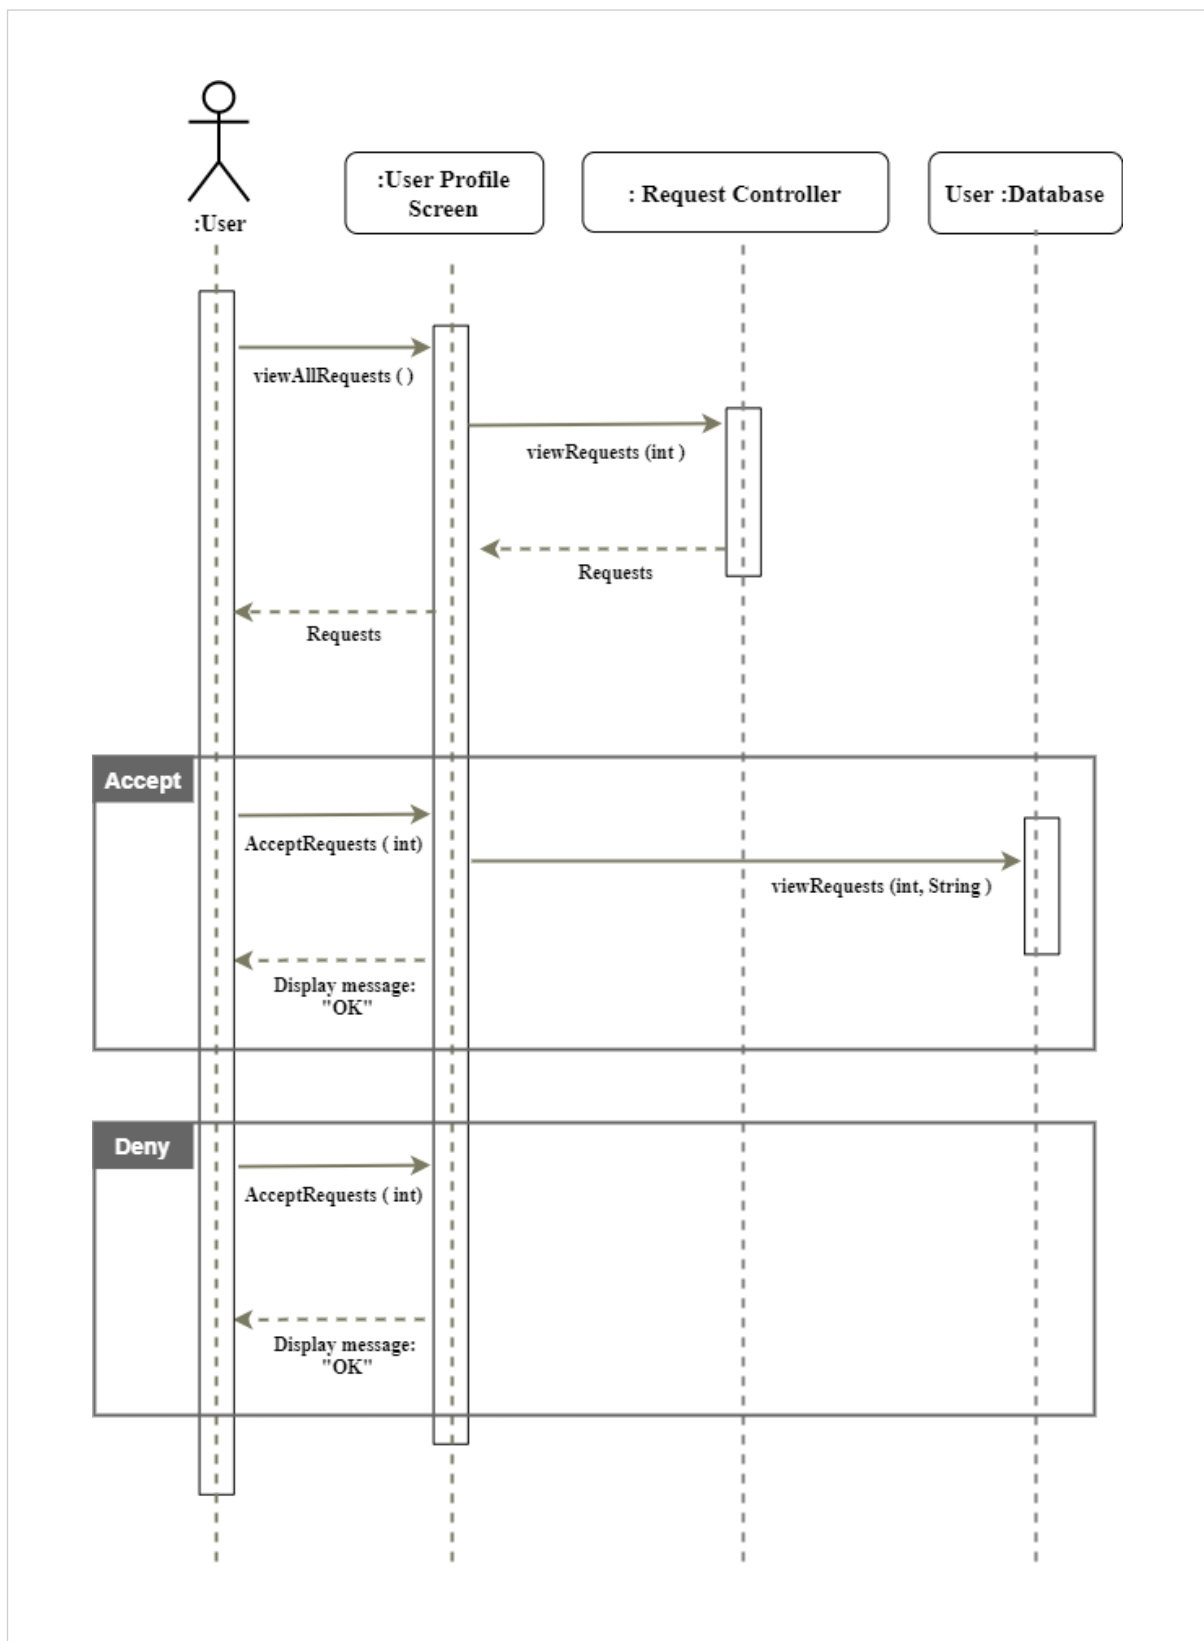 :User
:User Profile
Screen
: Request Controller
User :Database
viewAllRequests ( )
viewRequests (int )
Requests
Requests
Accept
AcceptRequests ( int)
viewRequests (int, String )
Display message:
"OK"
Deny
AcceptRequests ( int)
Display message:
"OK"